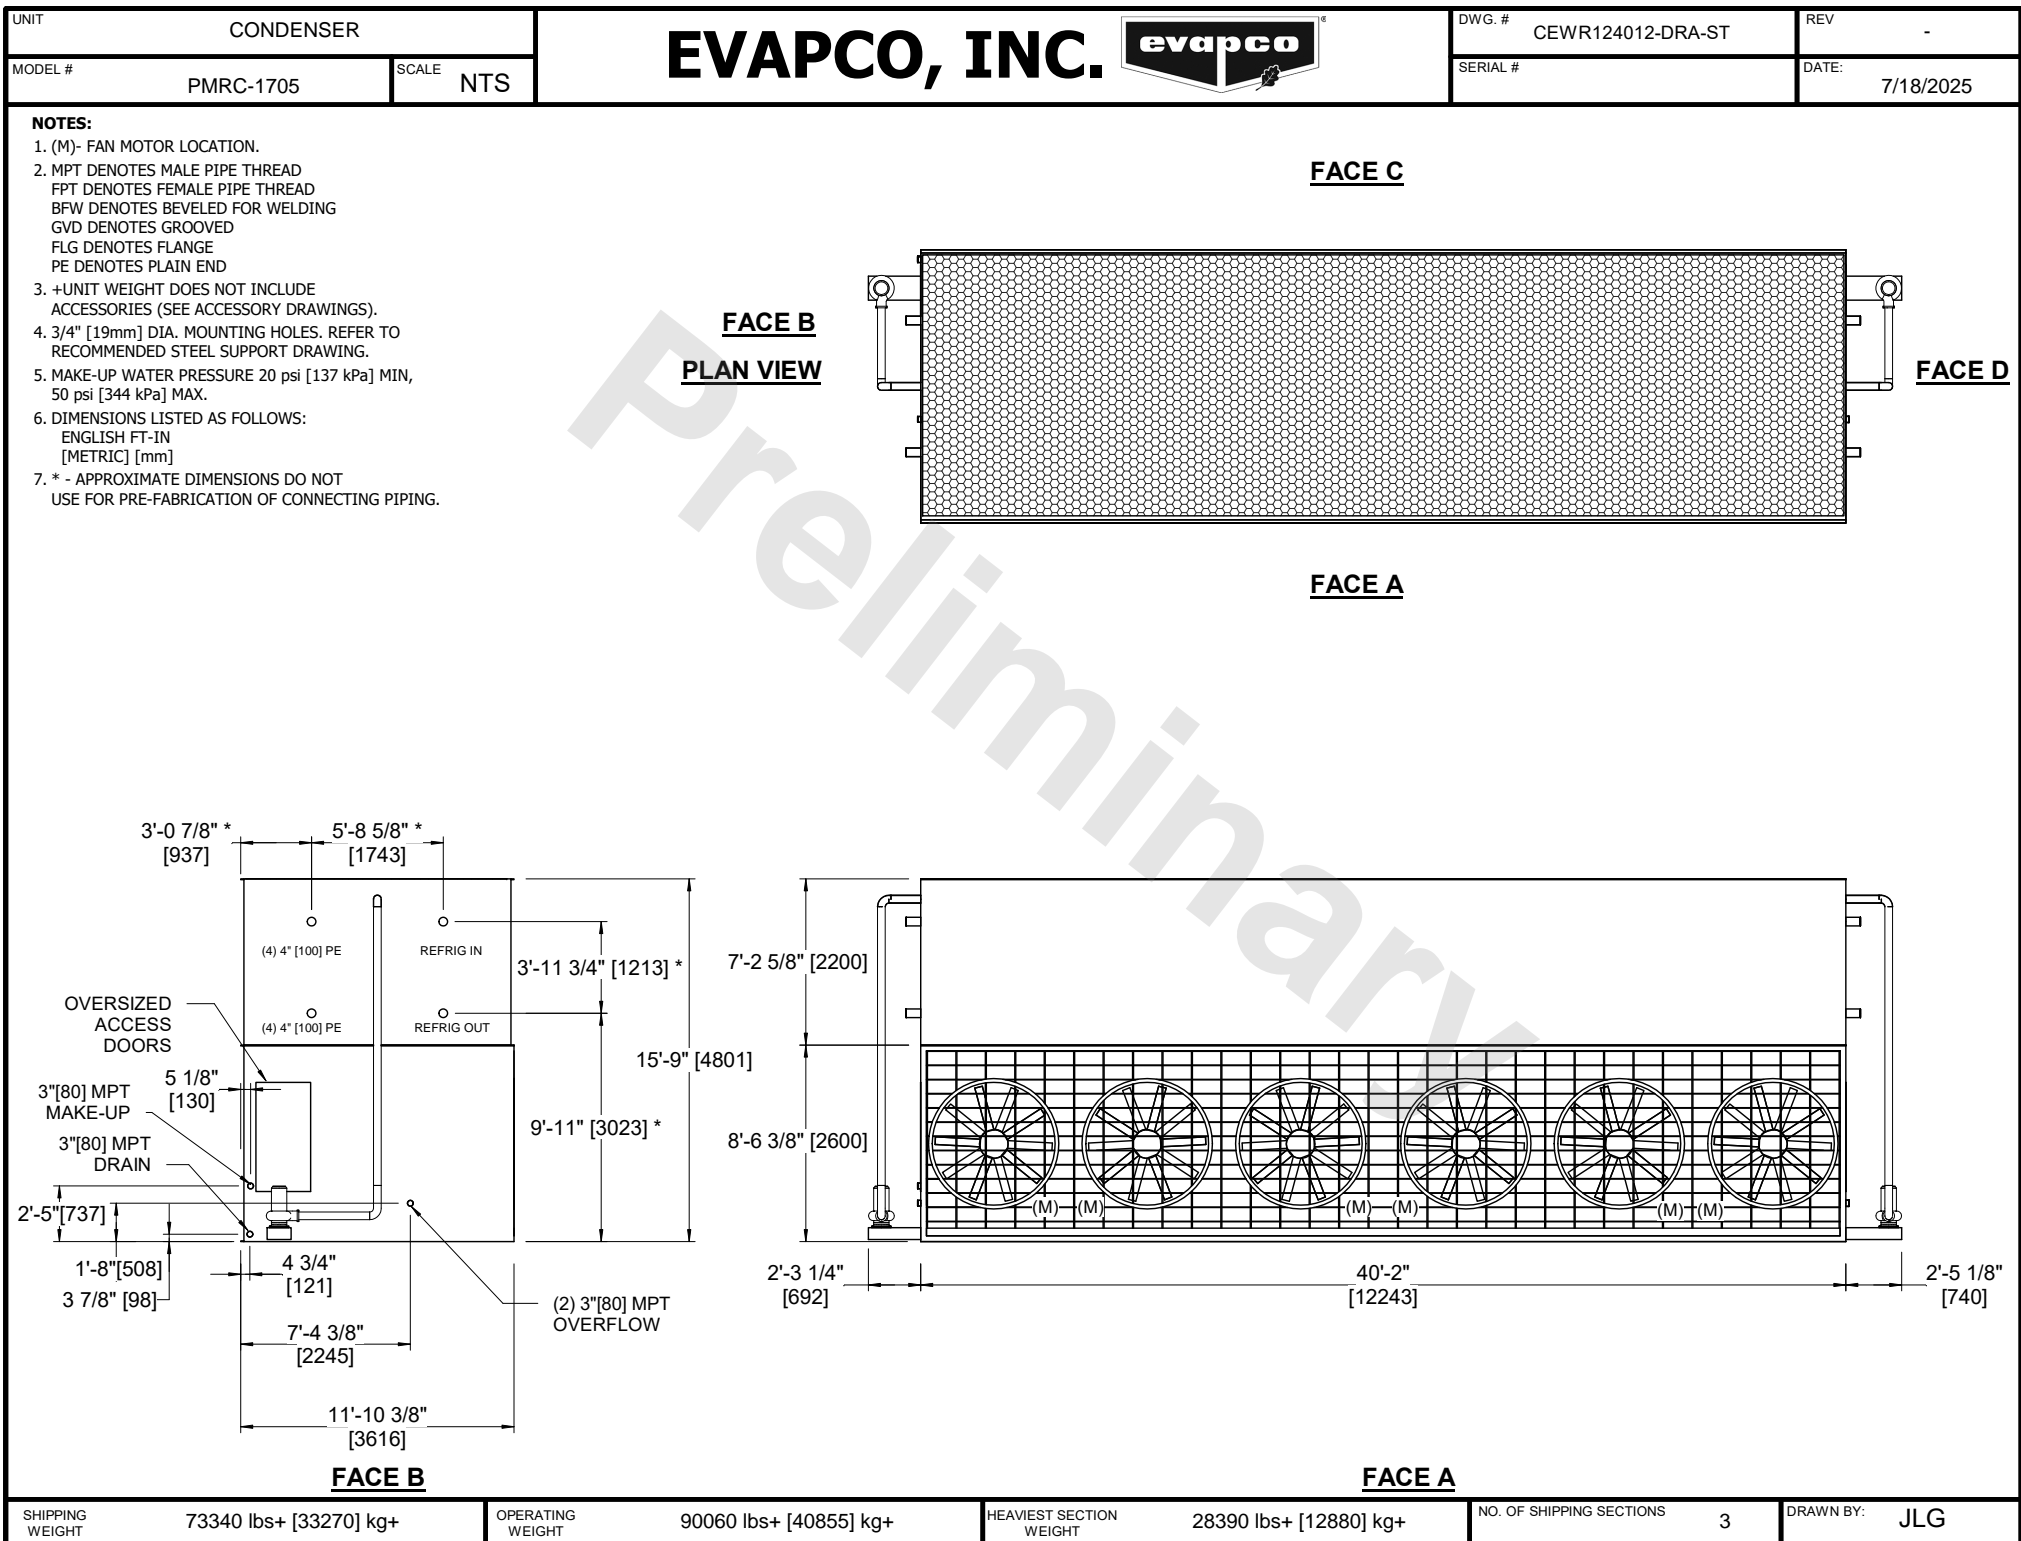 UNIT
CONDENSER
MODEL #
PMRC-1705
SCALE
NTS
EVAPCO, INC.
evapco
®
DWG. #
CEWR124012-DRA-ST
REV
-
SERIAL #
DATE:
7/18/2025
NOTES:
1. (M)- FAN MOTOR LOCATION.
2. MPT DENOTES MALE PIPE THREAD
FPT DENOTES FEMALE PIPE THREAD
BFW DENOTES BEVELED FOR WELDING
GVD DENOTES GROOVED
FLG DENOTES FLANGE
PE DENOTES PLAIN END
3. +UNIT WEIGHT DOES NOT INCLUDE
ACCESSORIES (SEE ACCESSORY DRAWINGS).
4. 3/4" [19mm] DIA. MOUNTING HOLES. REFER TO
RECOMMENDED STEEL SUPPORT DRAWING.
5. MAKE-UP WATER PRESSURE 20 psi [137 kPa] MIN,
50 psi [344 kPa] MAX.
6. DIMENSIONS LISTED AS FOLLOWS:
ENGLISH FT-IN
[METRIC] [mm]
7. * - APPROXIMATE DIMENSIONS DO NOT
USE FOR PRE-FABRICATION OF CONNECTING PIPING.
FACE C
FACE B
PLAN VIEW
FACE D
FACE A
Preliminary
3'-0 7/8" *
[937]
5'-8 5/8" *
[1743]
(4) 4" [100] PE
REFRIG IN
3'-11 3/4" [1213] *
(4) 4" [100] PE
REFRIG OUT
OVERSIZED
ACCESS
DOORS
15'-9" [4801]
5 1/8"
[130]
3"[80] MPT
MAKE-UP
3"[80] MPT
DRAIN
9'-11" [3023] *
2'-5"[737]
1'-8"[508]
3 7/8" [98]
4 3/4"
[121]
(2) 3"[80] MPT
OVERFLOW
7'-4 3/8"
[2245]
11'-10 3/8"
[3616]
FACE B
7'-2 5/8" [2200]
8'-6 3/8" [2600]
(M) (M) (M) (M) (M) (M)
2'-3 1/4"
[692]
40'-2"
[12243]
2'-5 1/8"
[740]
FACE A
SHIPPING
WEIGHT
73340 lbs+ [33270] kg+
OPERATING
WEIGHT
90060 lbs+ [40855] kg+
HEAVIEST SECTION
WEIGHT
28390 lbs+ [12880] kg+
NO. OF SHIPPING SECTIONS
3
DRAWN BY:
JLG